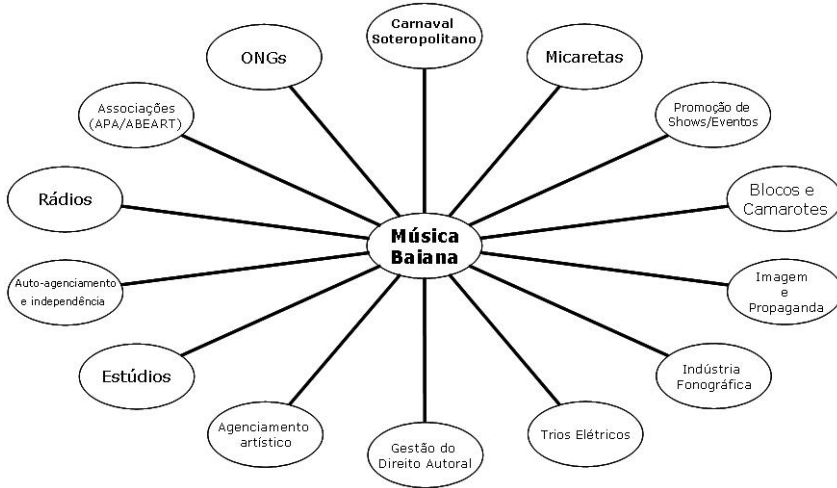 Carnaval
Soteropolitano
ONGs
Micaretas
Associações
(APA/ABEART)
Promoção de
Shows/Eventos
Rádios
Blocos e
Camarotes
Música
Baiana
Auto-agenciamento
e independência
Imagem
e
Propaganda
Estúdios
Indústria
Fonográfica
Agenciamento
artístico
Gestão do
Direito Autoral
Trios Elétricos